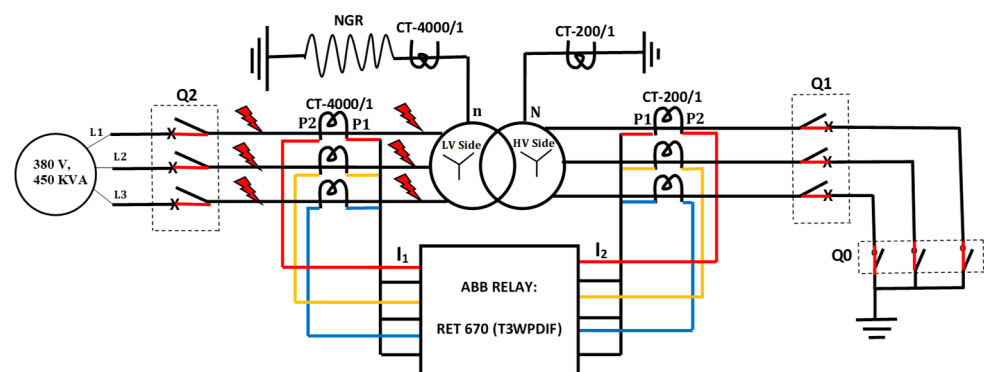 NGR
CT-4000/1
CT-200/1
Q2
CT-4000/1
n
N
CT-200/1
Q1
P2
P1
P1
P2
L1
LV Side
HV Side
380 V,
450 KVA
L2
L3
I1
I2
Q0
ABB RELAY:
RET 670 (T3WPDIF)